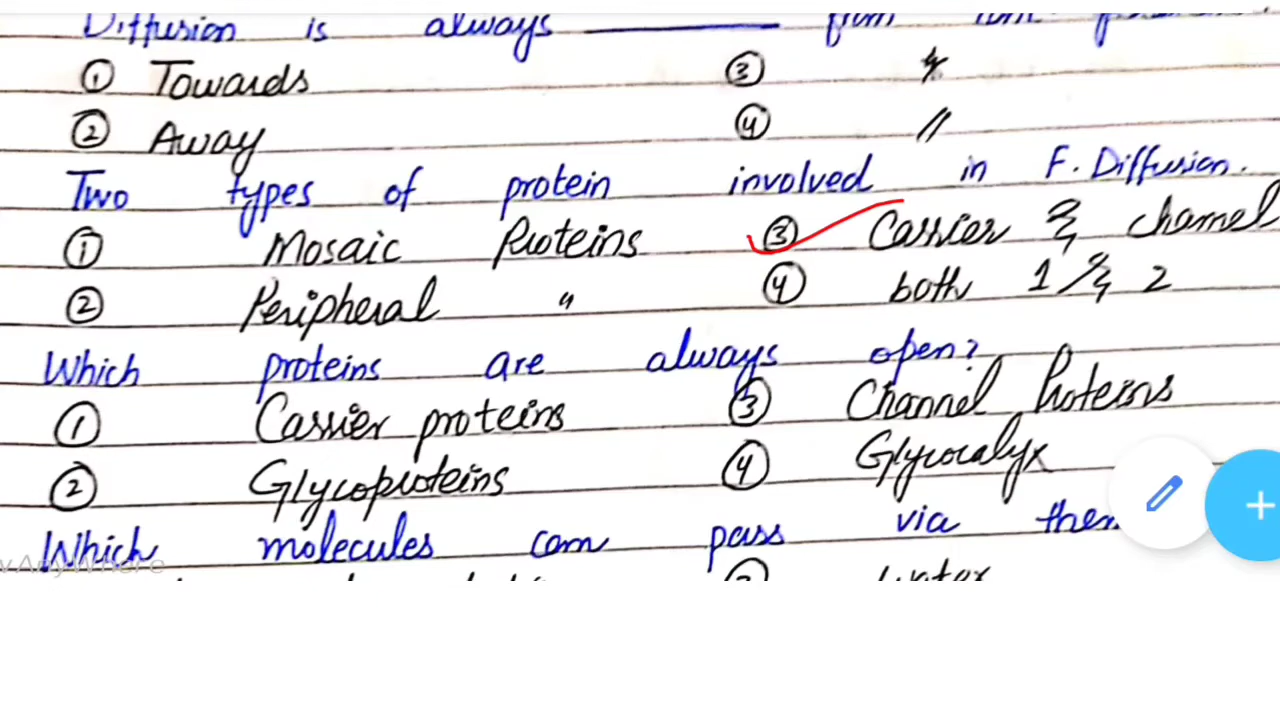 Diffusion is always ______ from
① Towards ③ "
② Away ④ "
Two types of protein involved in F. Diffusion.
① Mosaic Proteins ③ Carrier & channel
② Peripheral " ④ both 1 & 2
Which proteins are always open?
① Carrier proteins ③ Channel Proteins
② Glycoproteins ④ Glycocalyx
Which molecules can pass via them
water